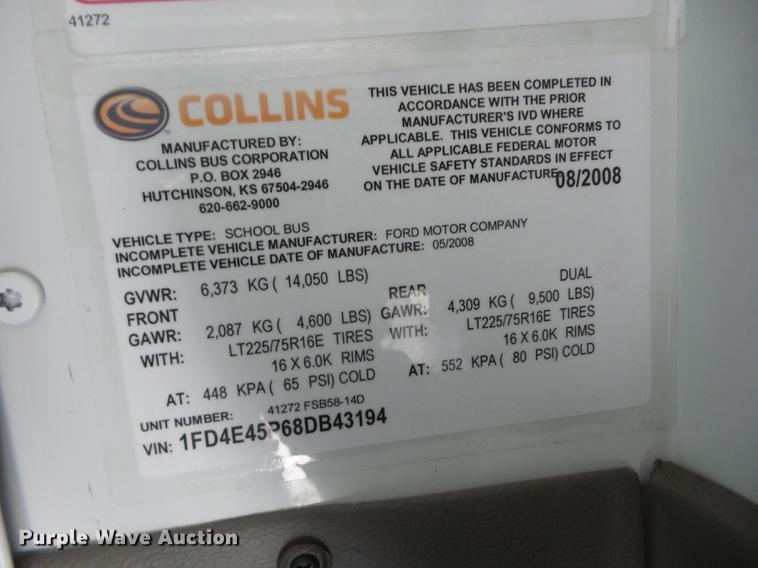 41272
COLLINS
TM
MANUFACTURED BY:
COLLINS BUS CORPORATION
P.O. BOX 2946
HUTCHINSON, KS 67504-2946
620-662-9000
THIS VEHICLE HAS BEEN COMPLETED IN
ACCORDANCE WITH THE PRIOR
MANUFACTURER'S IVD WHERE
APPLICABLE. THIS VEHICLE CONFORMS TO
ALL APPLICABLE FEDERAL MOTOR
VEHICLE SAFETY STANDARDS IN EFFECT
ON THE DATE OF MANUFACTURE 08/2008
VEHICLE TYPE: SCHOOL BUS
INCOMPLETE VEHICLE MANUFACTURER: FORD MOTOR COMPANY
INCOMPLETE VEHICLE DATE OF MANUFACTURE: 05/2008
GVWR: 6,373 KG ( 14,050 LBS)
FRONT
GAWR: 2,087 KG ( 4,600 LBS)
WITH: LT225/75R16E TIRES
16 X 6.0K RIMS
AT: 448 KPA ( 65 PSI) COLD
REAR DUAL
GAWR: 4,309 KG ( 9,500 LBS)
WITH: LT225/75R16E TIRES
16 X 6.0K RIMS
AT: 552 KPA ( 80 PSI) COLD
UNIT NUMBER: 41272 FSB58-14D
VIN: 1FD4E45P68DB43194
Purple Wave Auction